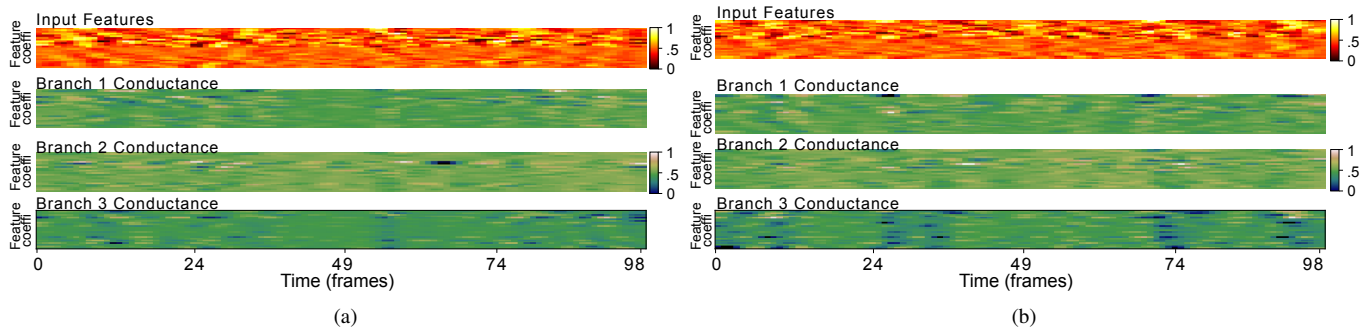 Input Features
Feature
coeffi
1
.5
0
Branch 1 Conductance
Feature
coeffi
Branch 2 Conductance
Feature
coeffi
1
0
Branch 3 Conductance
Feature
coeffi
0 24 49 74 98
Time (frames)
(a)
Input Features
Feature
coeffi
1
.5
0
Branch 1 Conductance
Feature
coeffi
Branch 2 Conductance
Feature
coeffi
1
.5
0
Branch 3 Conductance
Feature
coeffi
0 24 49 74 98
Time (frames)
(b)